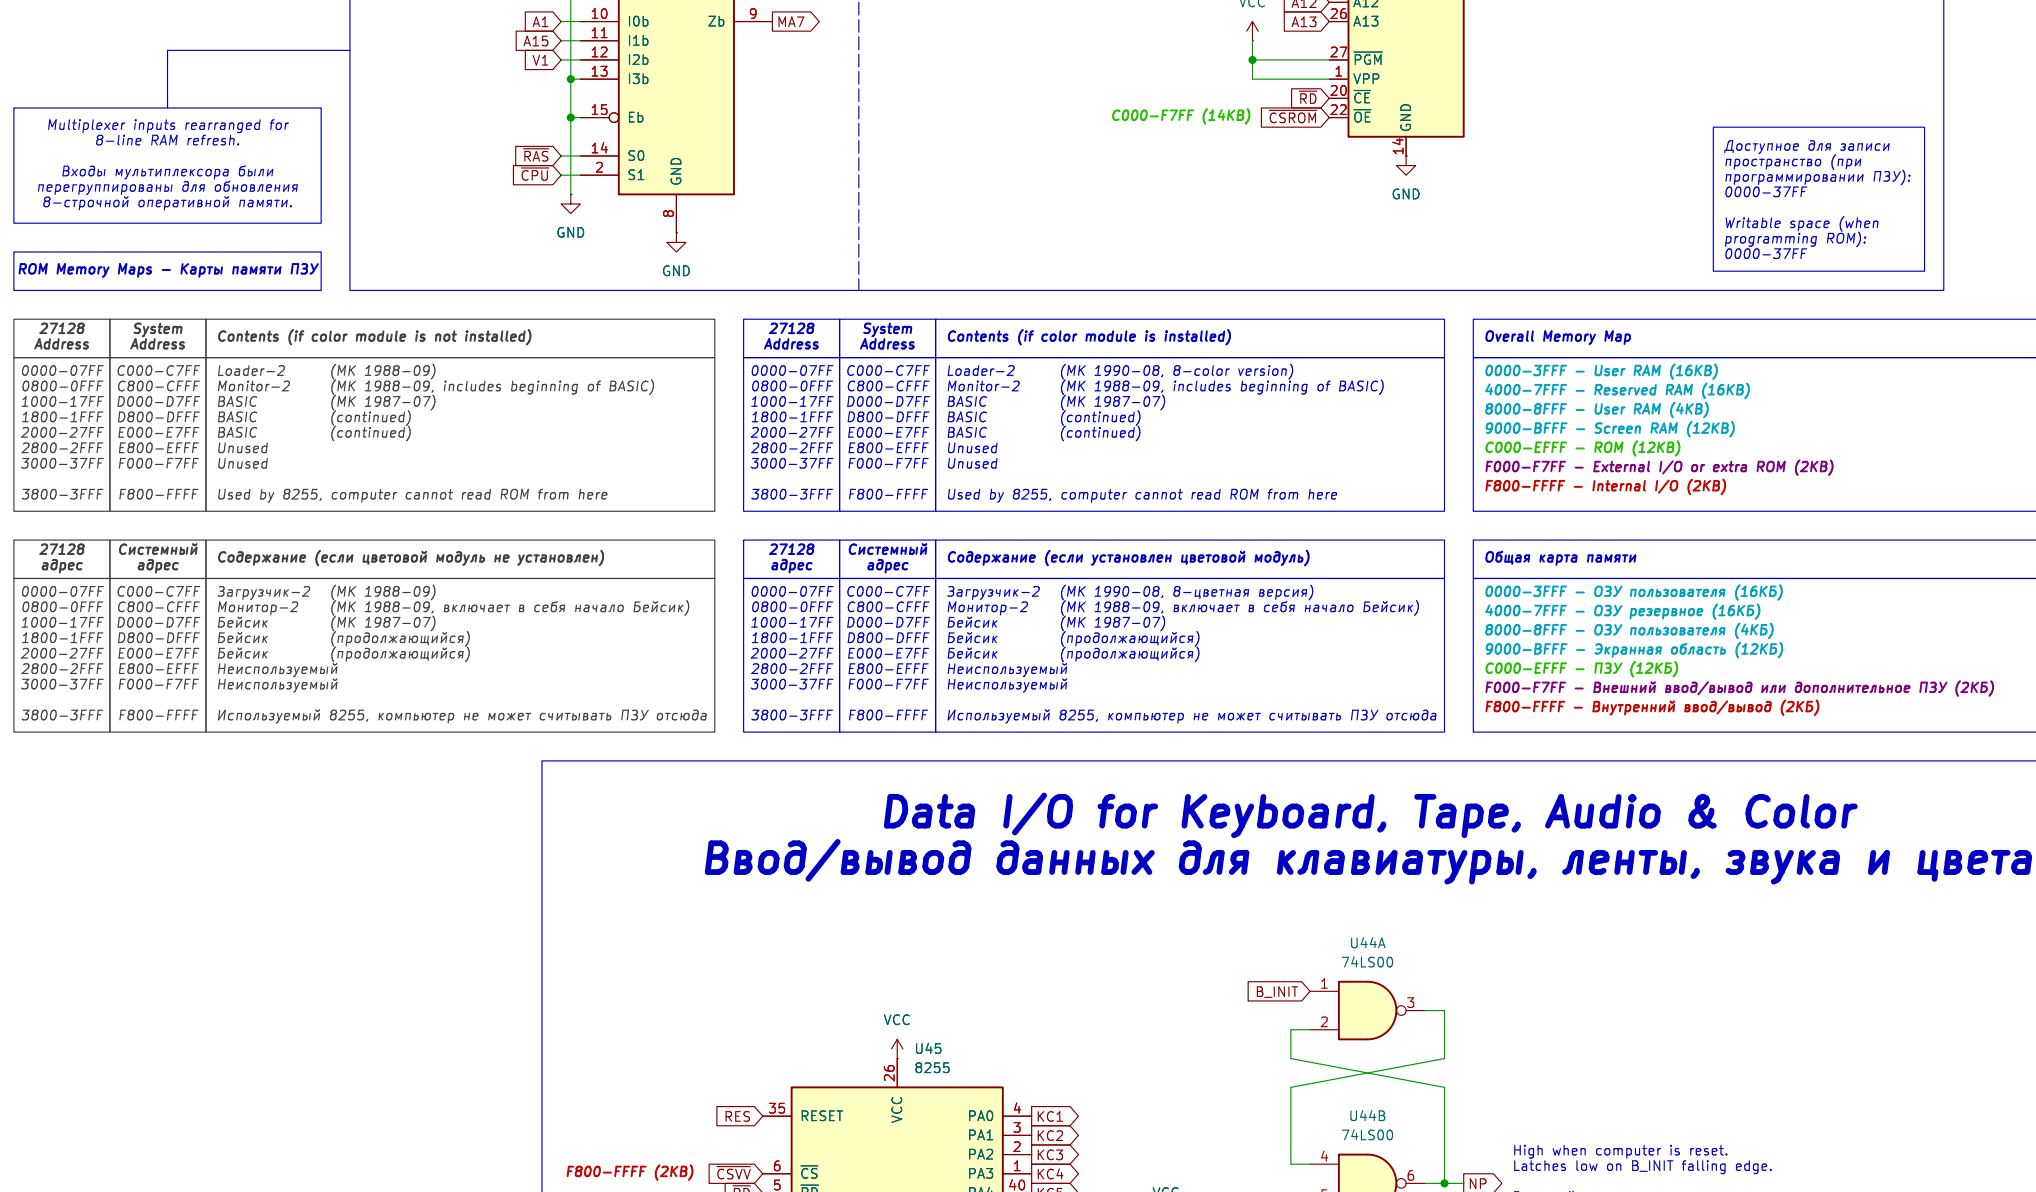 A1
10
I0b
Zb
9
MA7
A15
11
I1b
V1
12
I2b
13
I3b
15
Eb
RAS
14
S0
CPU
2
S1
GND
8
GND
GND
VCC
A12
A12
A13
26
A13
27
PGM
1
VPP
RD
20
CE
C000-F7FF (14KB)
CSROM
22
OE
GND
14
GND
Multiplexer inputs rearranged for
8-line RAM refresh.
Входы мультиплексора были
перегруппированы для обновления
8-строчной оперативной памяти.
Доступное для записи
пространство (при
программировании ПЗУ):
0000-37FF
Writable space (when
programming ROM):
0000-37FF
ROM Memory Maps - Карты памяти ПЗУ
27128 Address System Address Contents (if color module is not installed)
0000-07FF C000-C7FF Loader-2 (MK 1988-09)
0800-0FFF C800-CFFF Monitor-2 (MK 1988-09, includes beginning of BASIC)
1000-17FF D000-D7FF BASIC (MK 1987-07)
1800-1FFF D800-DFFF BASIC (continued)
2000-27FF E000-E7FF BASIC (continued)
2800-2FFF E800-EFFF Unused
3000-37FF F000-F7FF Unused
3800-3FFF F800-FFFF Used by 8255, computer cannot read ROM from here
27128 Address System Address Contents (if color module is installed)
0000-07FF C000-C7FF Loader-2 (MK 1990-08, 8-color version)
0800-0FFF C800-CFFF Monitor-2 (MK 1988-09, includes beginning of BASIC)
1000-17FF D000-D7FF BASIC (MK 1987-07)
1800-1FFF D800-DFFF BASIC (continued)
2000-27FF E000-E7FF BASIC (continued)
2800-2FFF E800-EFFF Unused
3000-37FF F000-F7FF Unused
3800-3FFF F800-FFFF Used by 8255, computer cannot read ROM from here
Overall Memory Map
0000-3FFF - User RAM (16KB)
4000-7FFF - Reserved RAM (16KB)
8000-8FFF - User RAM (4KB)
9000-BFFF - Screen RAM (12KB)
C000-EFFF - ROM (12KB)
F000-F7FF - External I/O or extra ROM (2KB)
F800-FFFF - Internal I/O (2KB)
27128 адрес Системный адрес Содержание (если цветовой модуль не установлен)
0000-07FF C000-C7FF Загрузчик-2 (МК 1988-09)
0800-0FFF C800-CFFF Монитор-2 (МК 1988-09, включает в себя начало Бейсик)
1000-17FF D000-D7FF Бейсик (МК 1987-07)
1800-1FFF D800-DFFF Бейсик (продолжающийся)
2000-27FF E000-E7FF Бейсик (продолжающийся)
2800-2FFF E800-EFFF Неиспользуемый
3000-37FF F000-F7FF Неиспользуемый
3800-3FFF F800-FFFF Используемый 8255, компьютер не может считывать ПЗУ отсюда
27128 адрес Системный адрес Содержание (если установлен цветовой модуль)
0000-07FF C000-C7FF Загрузчик-2 (МК 1990-08, 8-цветная версия)
0800-0FFF C800-CFFF Монитор-2 (МК 1988-09, включает в себя начало Бейсик)
1000-17FF D000-D7FF Бейсик (МК 1987-07)
1800-1FFF D800-DFFF Бейсик (продолжающийся)
2000-27FF E000-E7FF Бейсик (продолжающийся)
2800-2FFF E800-EFFF Неиспользуемый
3000-37FF F000-F7FF Неиспользуемый
3800-3FFF F800-FFFF Используемый 8255, компьютер не может считывать ПЗУ отсюда
Общая карта памяти
0000-3FFF - ОЗУ пользователя (16КБ)
4000-7FFF - ОЗУ резервное (16КБ)
8000-8FFF - ОЗУ пользователя (4КБ)
9000-BFFF - Экранная область (12КБ)
C000-EFFF - ПЗУ (12КБ)
F000-F7FF - Внешний ввод/вывод или дополнительное ПЗУ (2КБ)
F800-FFFF - Внутренний ввод/вывод (2КБ)
Data I/O for Keyboard, Tape, Audio & Color
Ввод/вывод данных для клавиатуры, ленты, звука и цвета
U44A
74LS00
B_INIT
1
2
3
VCC
U45
8255
26
VCC
RES
35
RESET
PA0
4
KC1
PA1
3
KC2
PA2
2
KC3
F800-FFFF (2KB)
CSVV
6
CS
PA3
1
KC4
RD
5
RD
PA4
40
KC5
VCC
U44B
74LS00
4
5
6
NP
High when computer is reset.
Latches low on B_INIT falling edge.